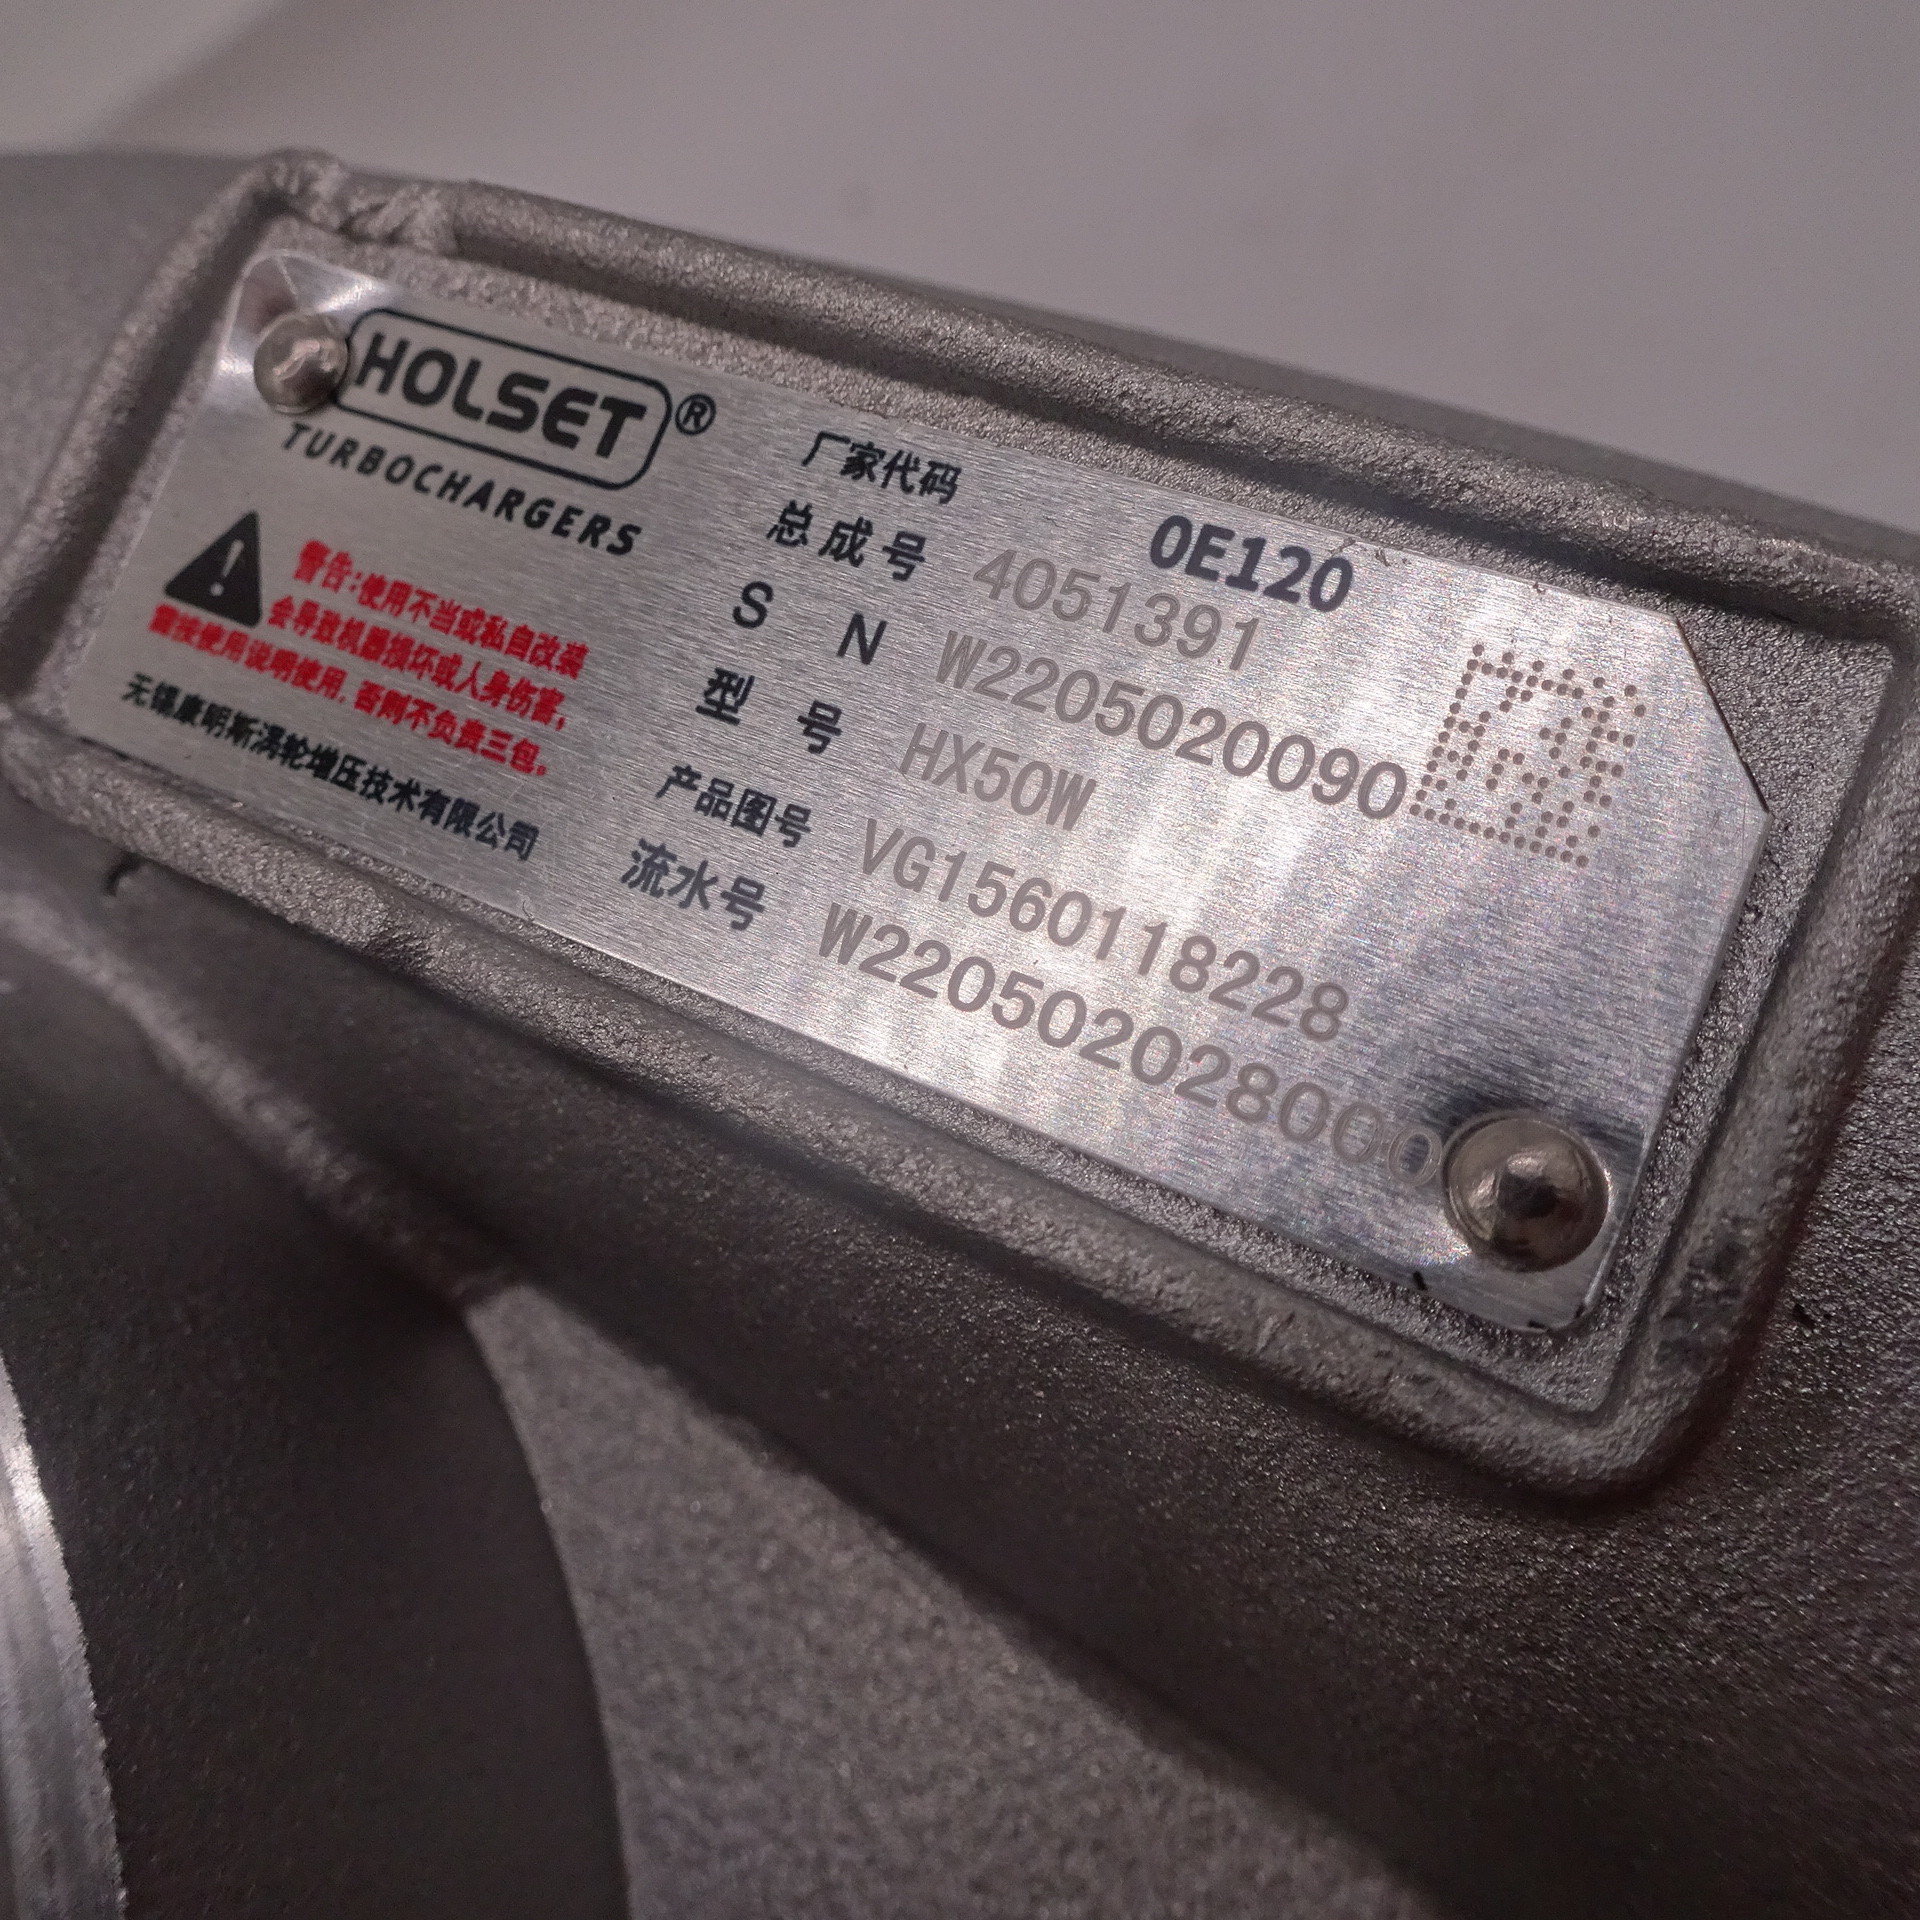 HOLSET®
TURBOCHARGERS
警告:使用不当或私自改装
会导致机器损坏或人身伤害,
需按使用说明使用,否则不负责三包。
无锡康明斯涡轮增压技术有限公司
厂家代码 0E120
总成号 4051391
S N W2205020090
型号 HX50W
产品图号 VG1560118228
流水号 W2205020280000